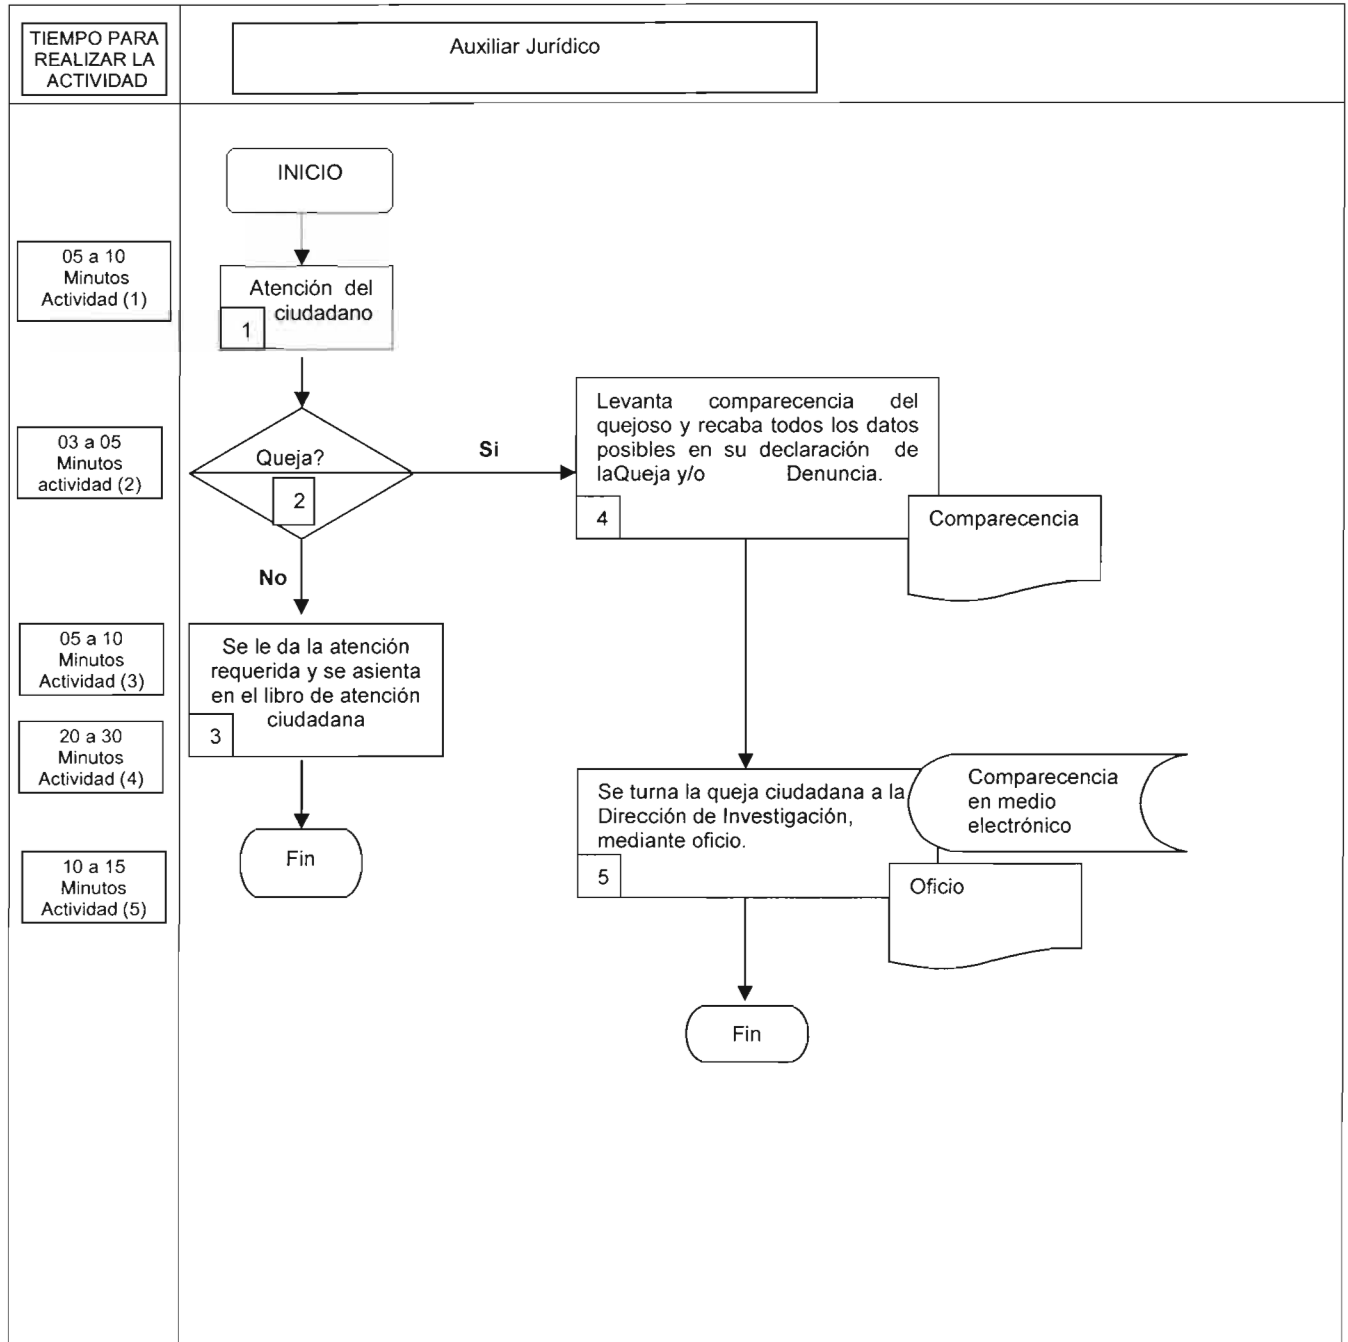 TIEMPO PARA
REALIZAR LA
ACTIVIDAD
Auxiliar Jurídico
INICIO
05 a 10
Minutos
Actividad (1)
Atención del
ciudadano
1
03 a 05
Minutos
actividad (2)
Queja?
2
Si
No
Levanta comparecencia del
quejoso y recaba todos los datos
posibles en su declaración de
laQueja y/o Denuncia.
4
Comparecencia
05 a 10
Minutos
Actividad (3)
Se le da la atención
requerida y se asienta
en el libro de atención
ciudadana
3
20 a 30
Minutos
Actividad (4)
Se turna la queja ciudadana a la
Dirección de Investigación,
mediante oficio.
5
Comparecencia
en medio
electrónico
Oficio
Fin
10 a 15
Minutos
Actividad (5)
Fin